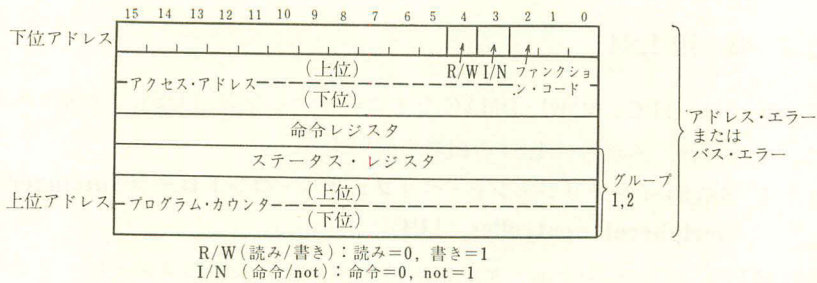 15 14 13 12 11 10 9 8 7 6 5 4 3 2 1 0
下位アドレス
R/W I/N ファンクショ
ン・コード
アクセス・アドレス
(上位)
(下位)
命令レジスタ
ステータス・レジスタ
上位アドレス
プログラム・カウンタ
(上位)
(下位)
グループ
1,2
アドレス・エラー
または
バス・エラー
R/W(読み/書き):読み=0, 書き=1
I/N (命令/not):命令=0, not=1